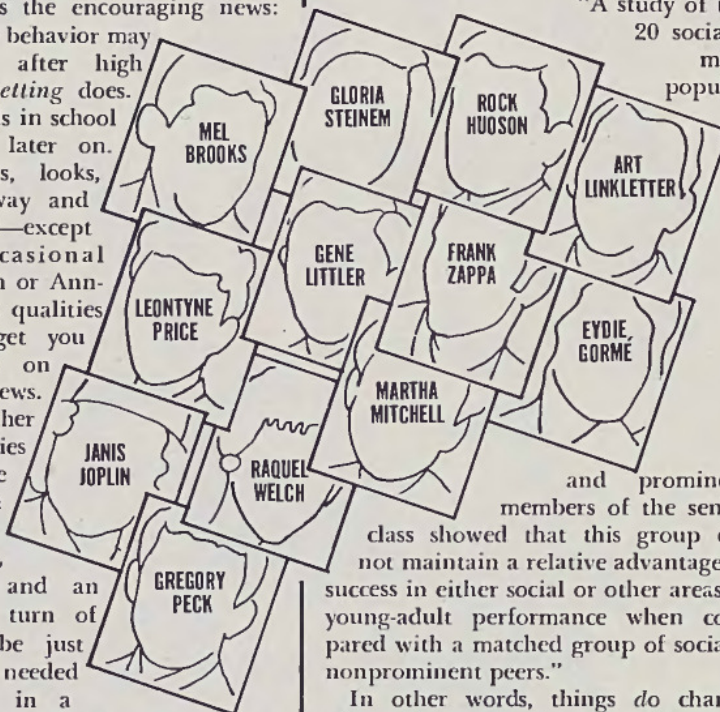 s the encouraging news:
behavior may
after high
etting does.
s in school
later on.
s, looks,
way and
—except
casional
n or Ann-
qualities
get you
on
ews.
her
ies
e
and an
turn of
be just
needed
in a
MEL
BROOKS
GLORIA
STEINEM
ROCK
HUDSON
ART
LINKLETTER
LEONTYNE
PRICE
GENE
LITTLER
FRANK
ZAPPA
EYDIE
GORMÉ
JANIS
JOPLIN
RAQUEL
WELCH
MARTHA
MITCHELL
GREGORY
PECK
"A study of
20 socia
m
popu
and promine
members of the sen
class showed that this group
not maintain a relative advantage
success in either social or other areas
young-adult performance when co
pared with a matched group of socia
nonprominent peers."
In other words, things do chan